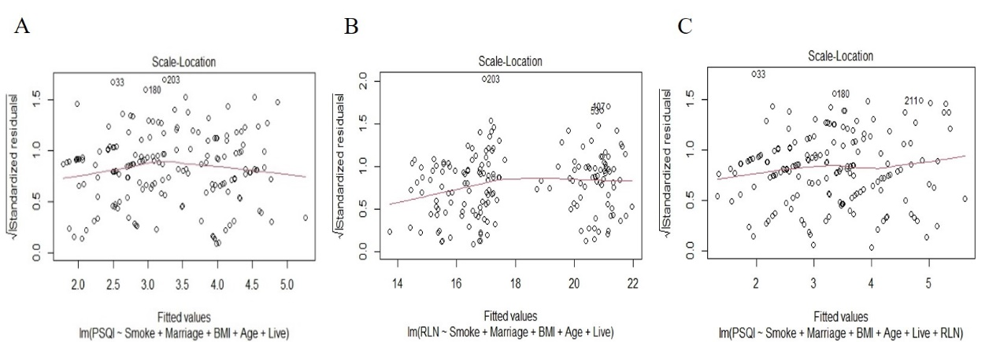 A
B
C
Scale-Location
Scale-Location
Scale-Location
√|Standardized residuals|
0.0 0.5 1.0 1.5
33
203
180
2.0 2.5 3.0 3.5 4.0 4.5 5.0
Fitted values
lm(PSQI ~ Smoke + Marriage + BMI + Age + Live)
√|Standardized residuals|
0.0 0.5 1.0 1.5 2.0
203
14 16 18 20 22
Fitted values
lm(RLN ~ Smoke + Marriage + BMI + Age + Live)
√|Standardized residuals|
0.0 0.5 1.0 1.5
33
180
211
2 3 4 5
Fitted values
lm(PSQI ~ Smoke + Marriage + BMI + Age + Live + RLN)